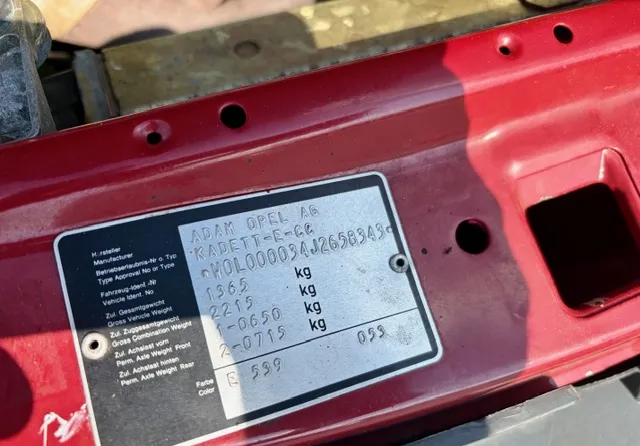 Hersteller
Manufacturer
ADAM OPEL AG
Betriebserlaubnis-Nr o. Typ
Type Approval No or Type
KADETT-E-CC
Fahrzeug-Ident.-Nr
Vehicle Ident. No
*W0L000034J2658343*
Zul. Gesamtgewicht
Gross Vehicle Weight
1365 kg
Zul. Zuggesamtgewicht
Gross Combination Weight
2215 kg
Zul. Achslast vorn
Perm. Axle Weight Front
1-0650 kg
Zul. Achslast hinten
Perm. Axle Weight Rear
2-0715 kg
Farbe
Color
E 539 053